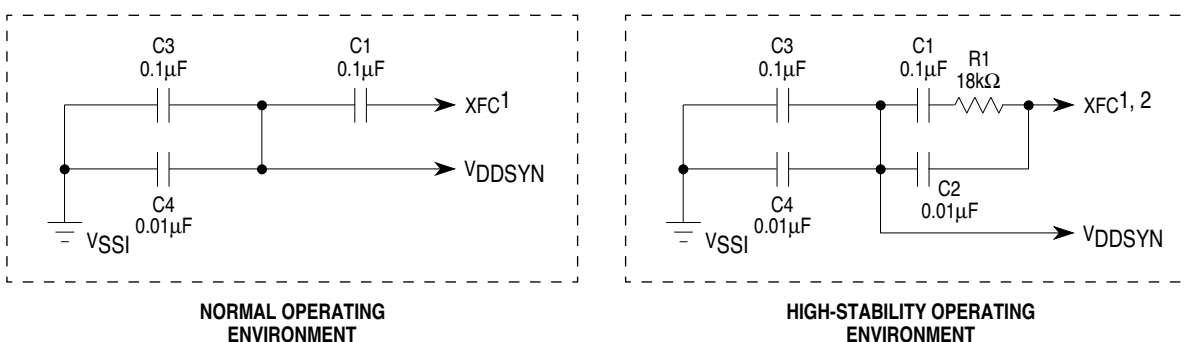 C3
0.1µF
C1
0.1µF
XFC1
C4
0.01µF
VDDSYN
VSSI
NORMAL OPERATING
ENVIRONMENT
C3
0.1µF
C1
0.1µF
R1
18kΩ
XFC1, 2
C4
0.01µF
C2
0.01µF
VSSI
VDDSYN
HIGH-STABILITY OPERATING
ENVIRONMENT